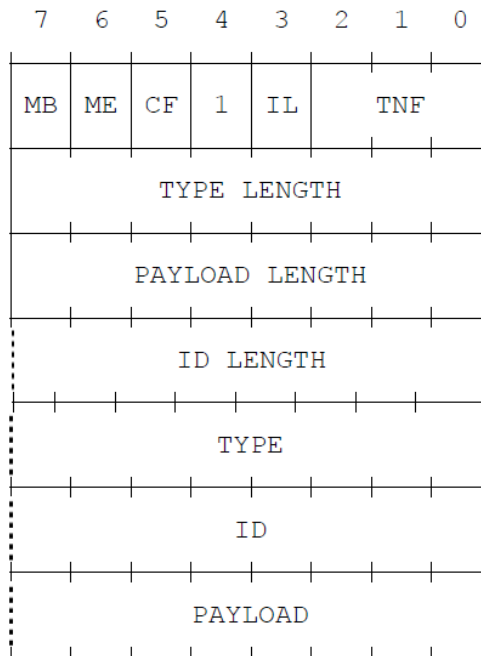 7 6 5 4 3 2 1 0
MB ME CF 1 IL TNF
TYPE LENGTH
PAYLOAD LENGTH
ID LENGTH
TYPE
ID
PAYLOAD